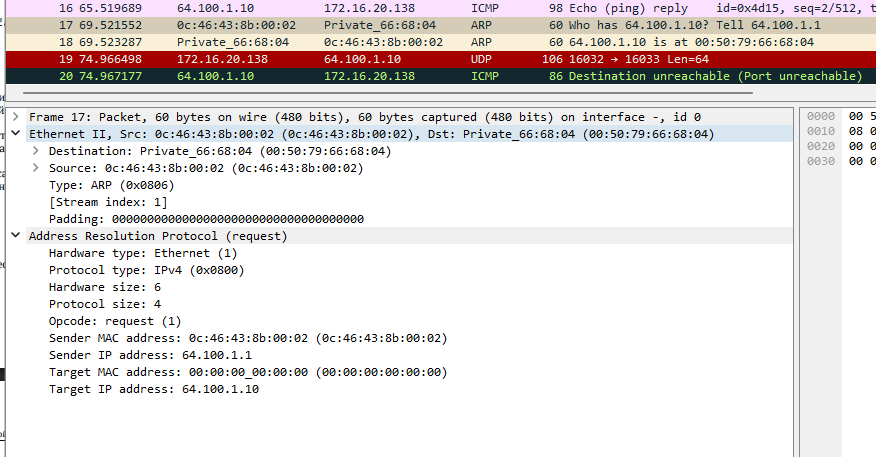 16 65.519689 64.100.1.10 172.16.20.138 ICMP 98 Echo (ping) reply id=0x4d15, seq=2/512, t
17 69.521552 0c:46:43:8b:00:02 Private_66:68:04 ARP 60 Who has 64.100.1.10? Tell 64.100.1.1
18 69.523287 Private_66:68:04 0c:46:43:8b:00:02 ARP 60 64.100.1.10 is at 00:50:79:66:68:04
19 74.966498 172.16.20.138 64.100.1.10 UDP 106 16032 → 16033 Len=64
20 74.967177 64.100.1.10 172.16.20.138 ICMP 86 Destination unreachable (Port unreachable)
Frame 17: Packet, 60 bytes on wire (480 bits), 60 bytes captured (480 bits) on interface -, id 0
Ethernet II, Src: 0c:46:43:8b:00:02 (0c:46:43:8b:00:02), Dst: Private_66:68:04 (00:50:79:66:68:04)
Destination: Private_66:68:04 (00:50:79:66:68:04)
Source: 0c:46:43:8b:00:02 (0c:46:43:8b:00:02)
Type: ARP (0x0806)
[Stream index: 1]
Padding: 000000000000000000000000000000000000
Address Resolution Protocol (request)
Hardware type: Ethernet (1)
Protocol type: IPv4 (0x0800)
Hardware size: 6
Protocol size: 4
Opcode: request (1)
Sender MAC address: 0c:46:43:8b:00:02 (0c:46:43:8b:00:02)
Sender IP address: 64.100.1.1
Target MAC address: 00:00:00_00:00:00 (00:00:00:00:00:00)
Target IP address: 64.100.1.10
0000 00 5
0010 08 0
0020 00 0
0030 00 0